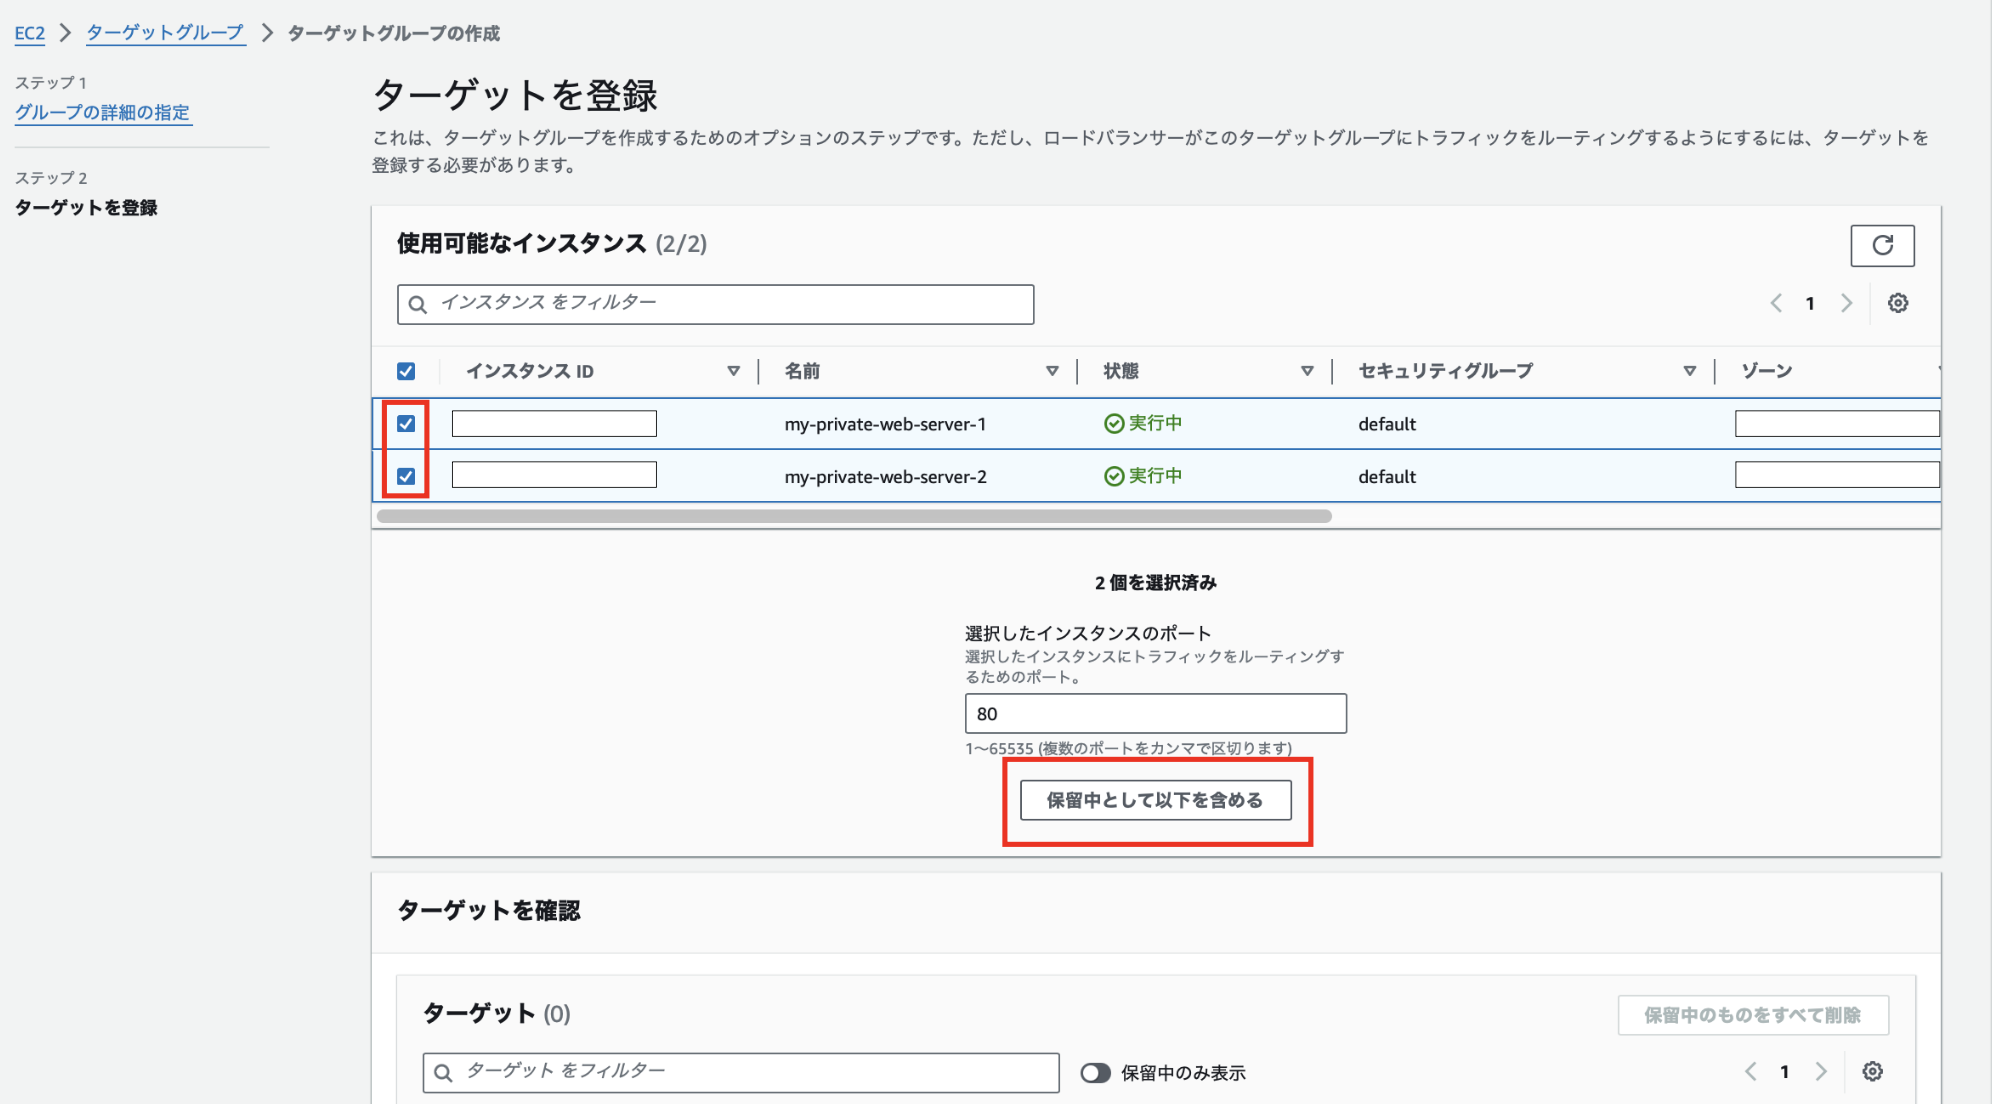 EC2 > ターゲットグループ > ターゲットグループの作成
ステップ 1
グループの詳細の指定
ステップ 2
ターゲットを登録
ターゲットを登録
これは、ターゲットグループを作成するためのオプションのステップです。ただし、ロードバランサーがこのターゲットグループにトラフィックをルーティングするようにするには、ターゲットを
登録する必要があります。
使用可能なインスタンス (2/2)
インスタンス をフィルター
1
インスタンス ID 名前 状態 セキュリティグループ ゾーン
my-private-web-server-1 実行中 default
my-private-web-server-2 実行中 default
2 個を選択済み
選択したインスタンスのポート
選択したインスタンスにトラフィックをルーティングす
るためのポート。
80
1〜65535 (複数のポートをカンマで区切ります)
保留中として以下を含める
ターゲットを確認
ターゲット (0)
保留中のものをすべて削除
ターゲット をフィルター
保留中のみ表示
1